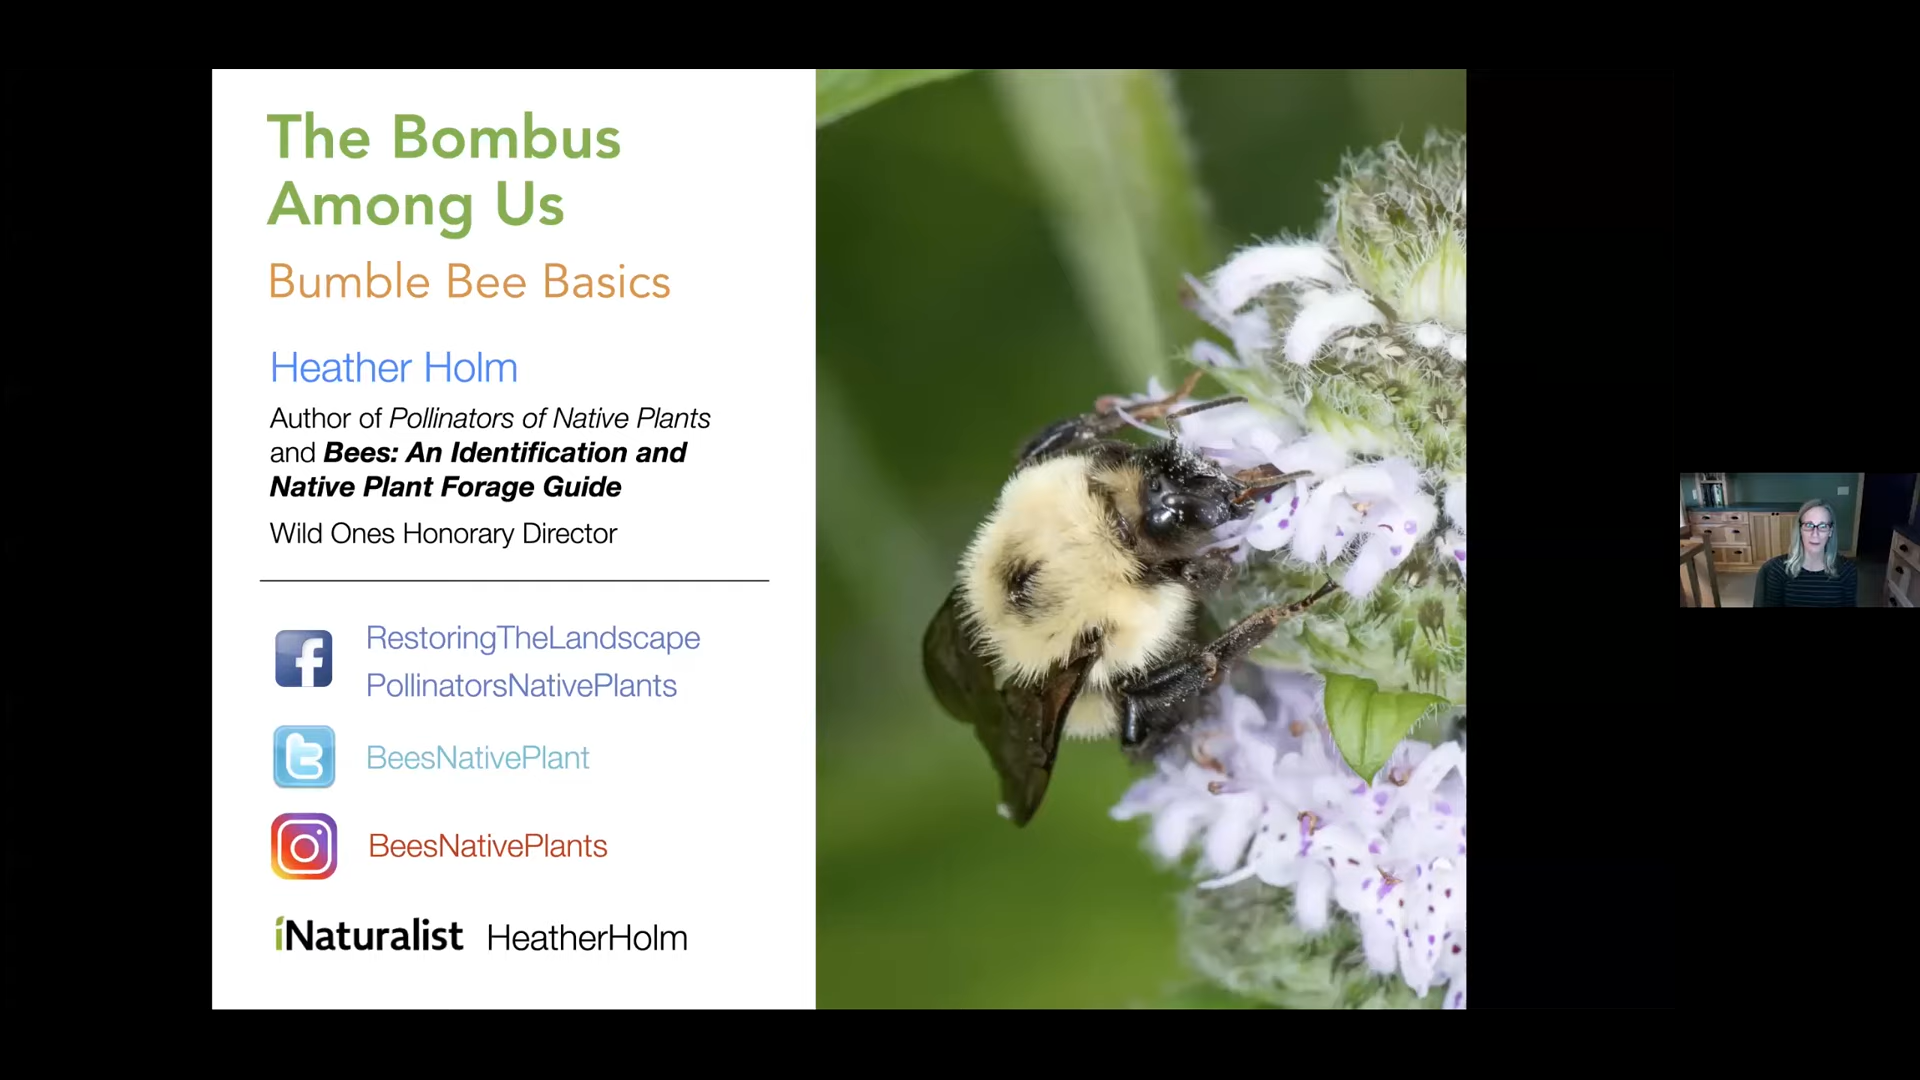 The Bombus
Among Us
Bumble Bee Basics
Heather Holm
Author of Pollinators of Native Plants
and Bees: An Identification and
Native Plant Forage Guide
Wild Ones Honorary Director
RestoringTheLandscape
PollinatorsNativePlants
BeesNativePlant
BeesNativePlants
iNaturalist HeatherHolm